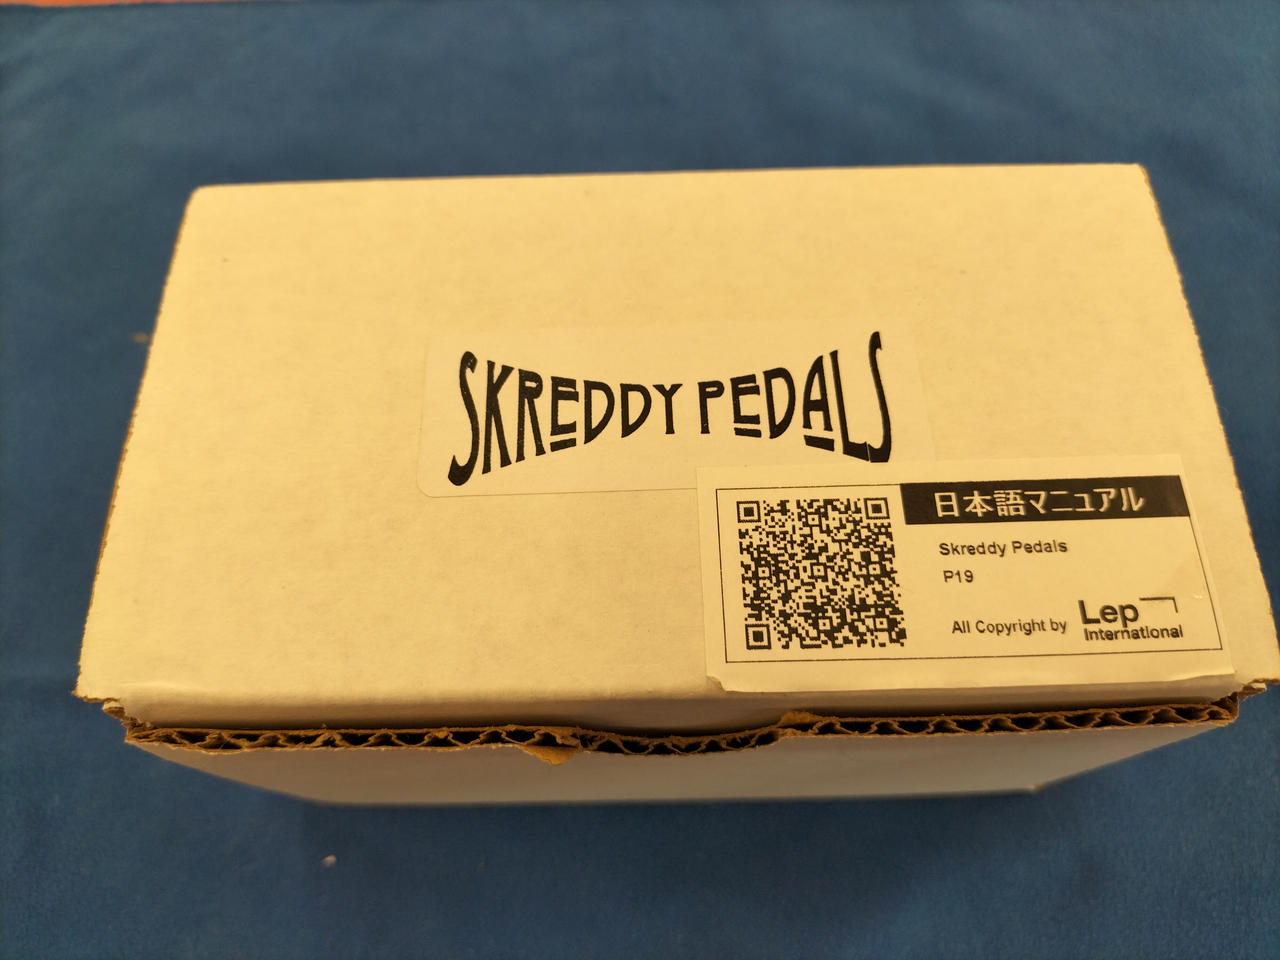 SKREDDY PEDALS
日本語マニュアル
Skreddy Pedals
P19
All Copyright by Lep International